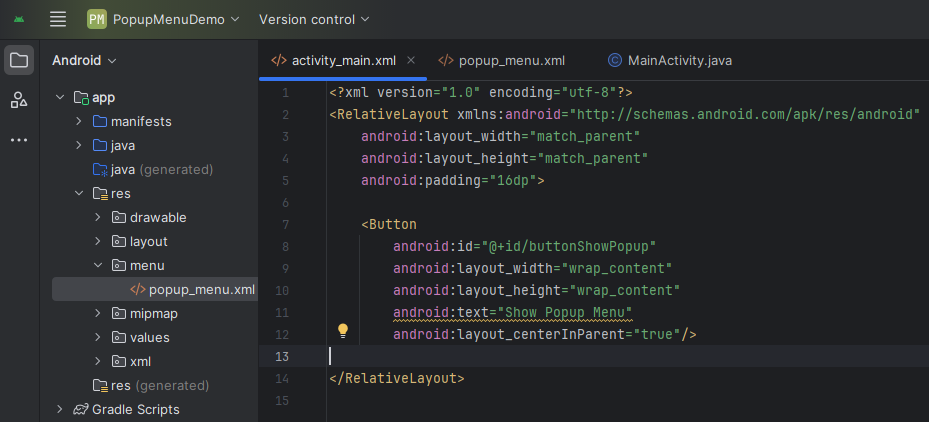 PM PopupMenuDemo Version control
Android
app
manifests
java
java (generated)
res
drawable
layout
menu
popup_menu.xml
mipmap
values
xml
res (generated)
Gradle Scripts
activity_main.xml popup_menu.xml MainActivity.java
1 <?xml version="1.0" encoding="utf-8"?>
2 <RelativeLayout xmlns:android="http://schemas.android.com/apk/res/android"
3 android:layout_width="match_parent"
4 android:layout_height="match_parent"
5 android:padding="16dp">
6
7 <Button
8 android:id="@+id/buttonShowPopup"
9 android:layout_width="wrap_content"
10 android:layout_height="wrap_content"
11 android:text="Show Popup Menu"
12 android:layout_centerInParent="true"/>
13
14 </RelativeLayout>
15